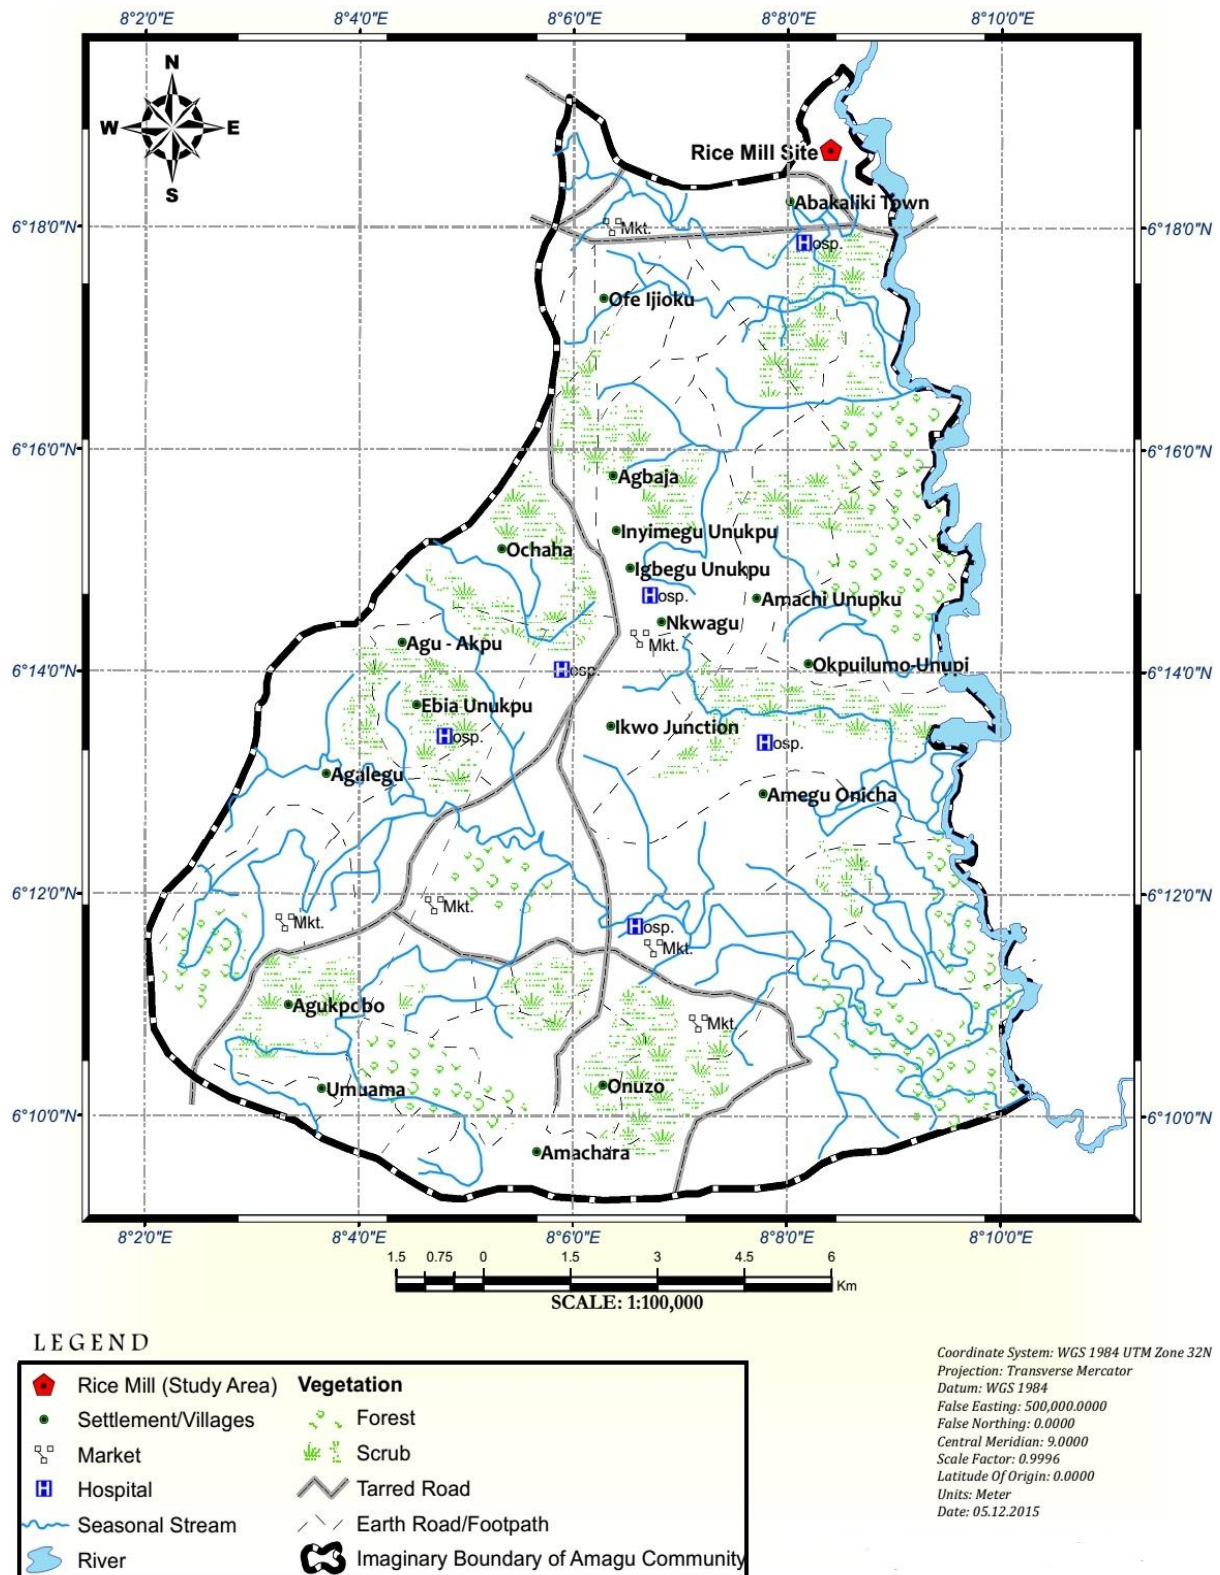 8°2'0"E 8°4'0"E 8°6'0"E 8°8'0"E 8°10'0"E
N
W E
S
Rice Mill Site
Abakaliki Town
6°18'0"N 6°18'0"N
Mkt.
Hosp.
Ofe Ijioku
6°16'0"N 6°16'0"N
Agbaja
Inyimegu Unukpu
Ochaha
Igbegu Unukpu
Hosp.
Amachi Unupku
Nkwagu
Agu - Akpu
Mkt.
Okpuilumo-Unupi
6°14'0"N 6°14'0"N
Hosp.
Ebia Unukpu
Ikwo Junction
Hosp.
Hosp.
Agalegu
Amegu Onicha
6°12'0"N 6°12'0"N
Mkt.
Mkt.
Hosp.
Mkt.
Agukpobo
Mkt.
Onuzo
Umuama
6°10'0"N 6°10'0"N
Amachara
8°2'0"E 8°4'0"E 8°6'0"E 8°8'0"E 8°10'0"E
1.5 0.75 0 1.5 3 4.5 6
Km
SCALE: 1:100,000
LEGEND
Rice Mill (Study Area)
Settlement/Villages
Market
H Hospital
Seasonal Stream
River
Vegetation
Forest
Scrub
Tarred Road
Earth Road/Footpath
Imaginary Boundary of Amagu Community
Coordinate System: WGS 1984 UTM Zone 32N
Projection: Transverse Mercator
Datum: WGS 1984
False Easting: 500,000.0000
False Northing: 0.0000
Central Meridian: 9.0000
Scale Factor: 0.9996
Latitude Of Origin: 0.0000
Units: Meter
Date: 05.12.2015